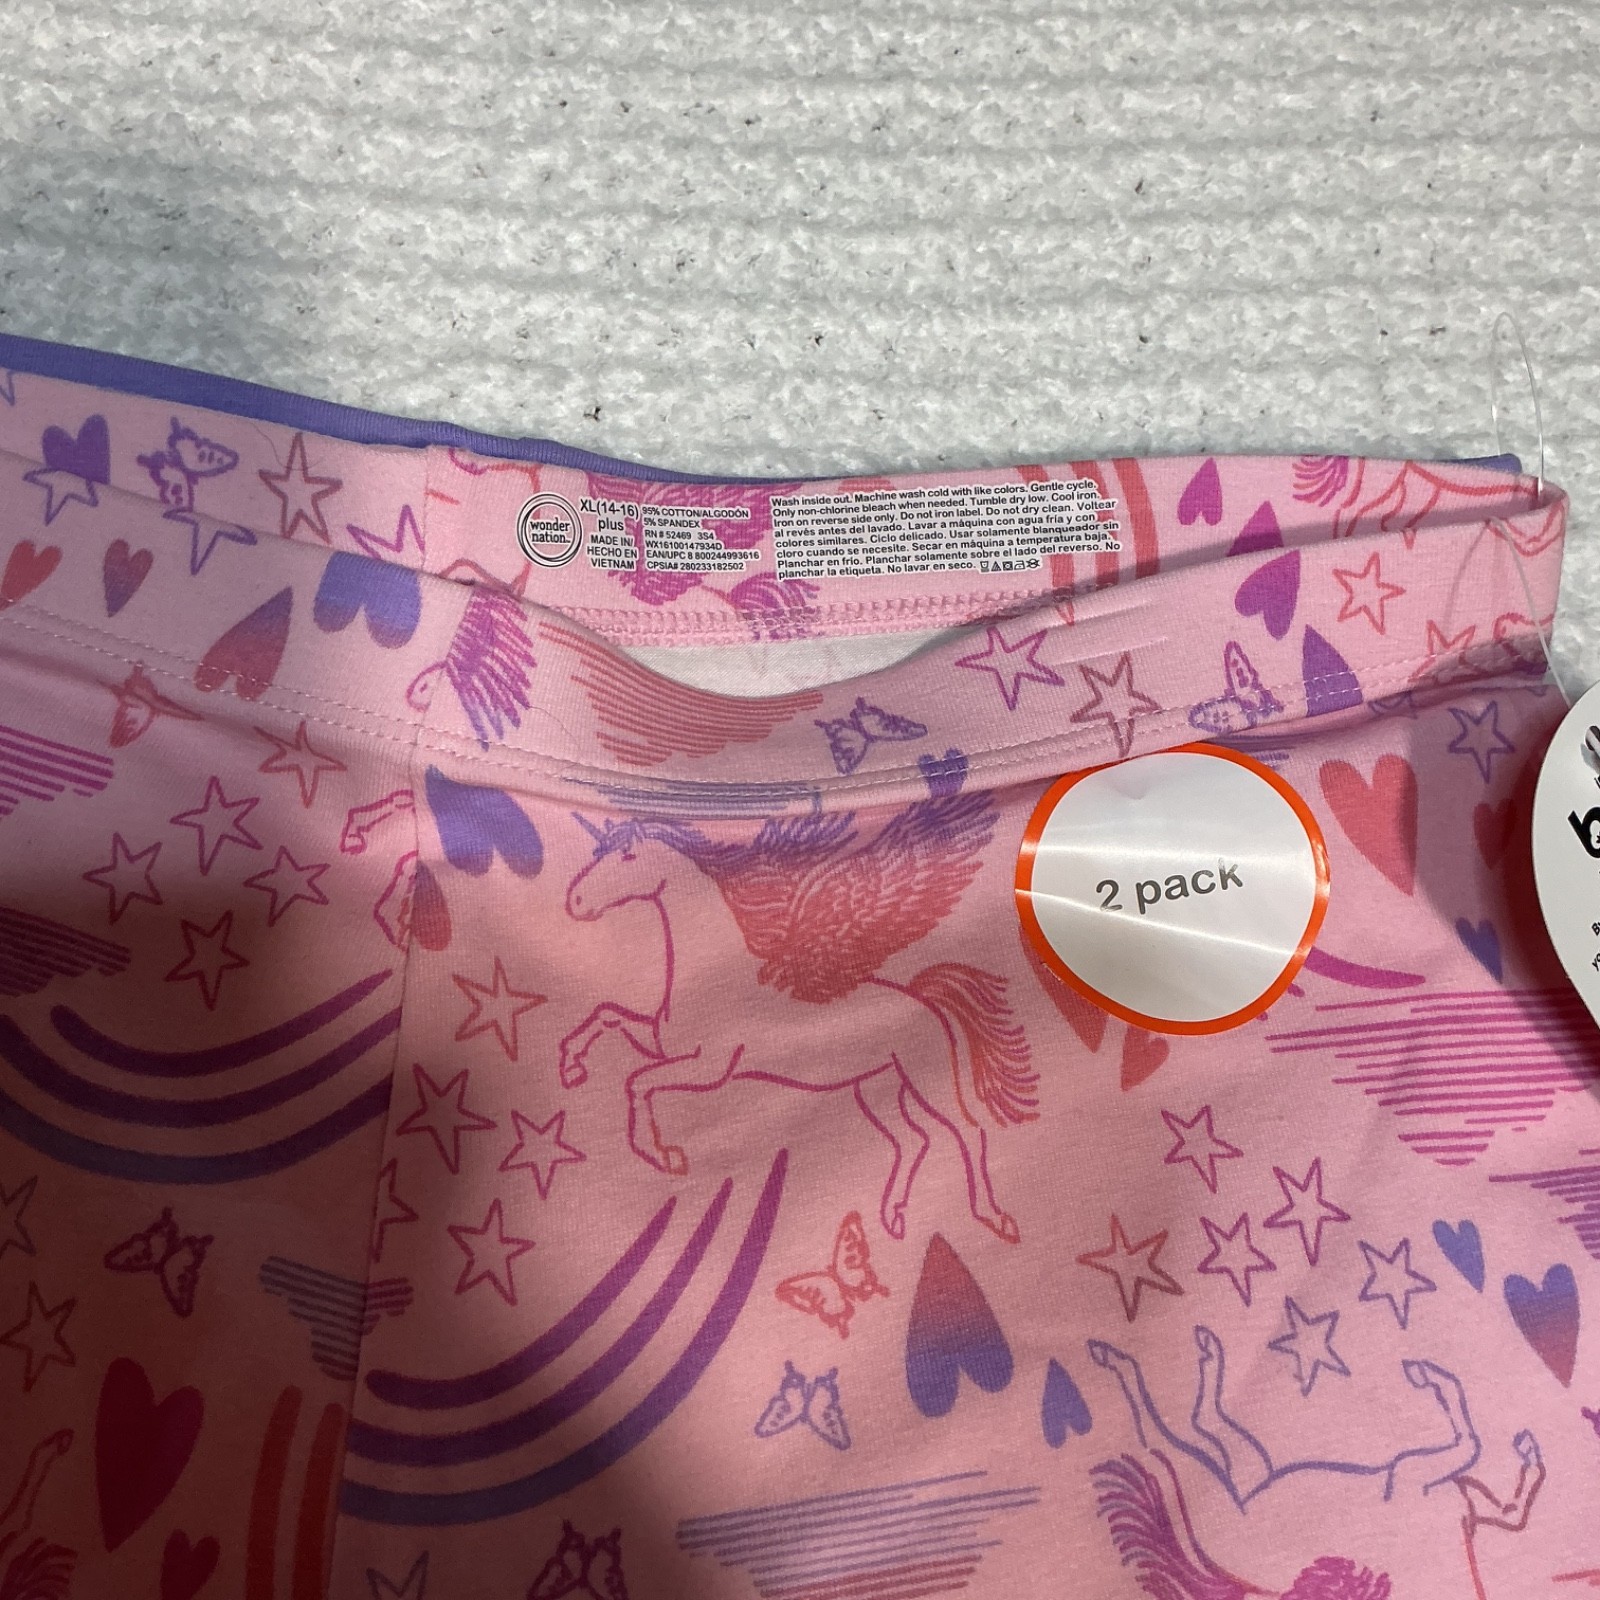 wonder
nation™
XL(14-16)
plus
MADE IN/
HECHO EN
VIETNAM
95% COTTON/ALGODÓN
5% SPANDEX
RN # 52469 354
WX16100147934D
EAN/UPC 8 800244993616
CPSIA# 280233182502
Wash inside out. Machine wash cold with like colors. Gentle cycle.
Only non-chlorine bleach when needed. Tumble dry low. Cool iron.
Iron on reverse side only. Do not iron label. Do not dry clean. Voltear
al revés antes del lavado. Lavar a máquina con agua fría y con
colores similares. Ciclo delicado. Usar solamente blanqueador sin
cloro cuando se necesite. Secar en máquina a temperatura baja.
Planchar en frío. Planchar solamente sobre el lado del reverso. No
planchar la etiqueta. No lavar en seco.
2 pack